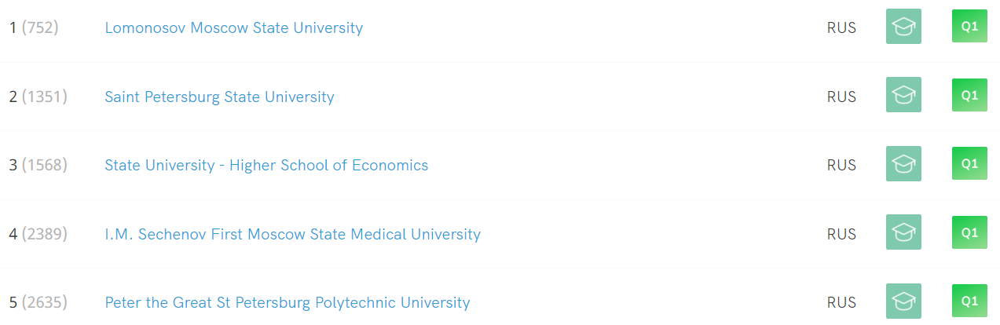 1 (752) Lomonosov Moscow State University RUS Q1
2 (1351) Saint Petersburg State University RUS Q1
3 (1568) State University - Higher School of Economics RUS Q1
4 (2389) I.M. Sechenov First Moscow State Medical University RUS Q1
5 (2635) Peter the Great St Petersburg Polytechnic University RUS Q1